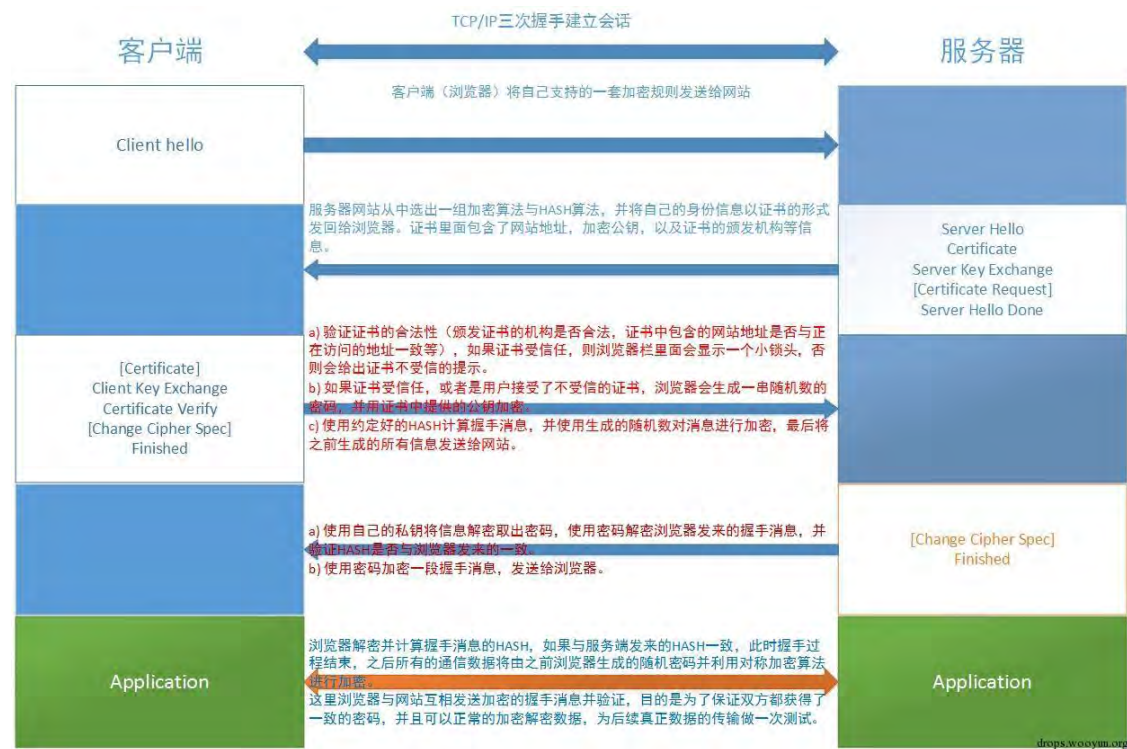 TCP/IP三次握手建立会话
客户端
服务器
客户端（浏览器）将自己支持的一套加密规则发送给网站
Client hello
服务器网站从中选出一组加密算法与HASH算法，并将自己的身份信息以证书的形式
发回给浏览器。证书里面包含了网站地址，加密公钥，以及证书的颁发机构等信
息。
Server Hello
Certificate
Server Key Exchange
[Certificate Request]
Server Hello Done
a) 验证证书的合法性（颁发证书的机构是否合法，证书中包含的网站地址是否与正
在访问的地址一致等），如果证书受信任，则浏览器栏里面会显示一个小锁头，否
则会给出证书不受信的提示。
b) 如果证书受信任，或者是用户接受了不受信的证书，浏览器会生成一串随机数的
密码，并用证书中提供的公钥加密。
c) 使用约定好的HASH计算握手消息，并使用生成的随机数对消息进行加密，最后将
之前生成的所有信息发送给网站。
[Certificate]
Client Key Exchange
Certificate Verify
[Change Cipher Spec]
Finished
a) 使用自己的私钥将信息解密取出密码，使用密码解密浏览器发来的握手消息，并
验证HASH是否与浏览器发来的一致。
b) 使用密码加密一段握手消息，发送给浏览器。
[Change Cipher Spec]
Finished
浏览器解密并计算握手消息的HASH，如果与服务端发来的HASH一致，此时握手过
程结束，之后所有的通信数据将由之前浏览器生成的随机密码并利用对称加密算法
进行加密。
这里浏览器与网站互相发送加密的握手消息并验证，目的是为了保证双方都获得了
一致的密码，并且可以正常的加密解密数据，为后续真正数据的传输做一次测试。
Application
Application
drops.wooyun.org